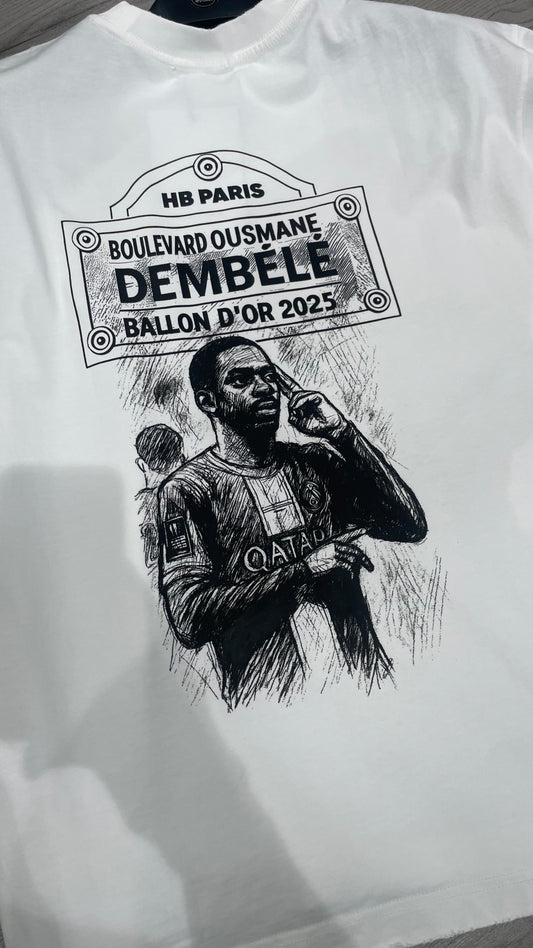 HB PARIS
BOULEVARD OUSMANE
DEMBÉLÉ
BALLON D'OR 2025
QATAR